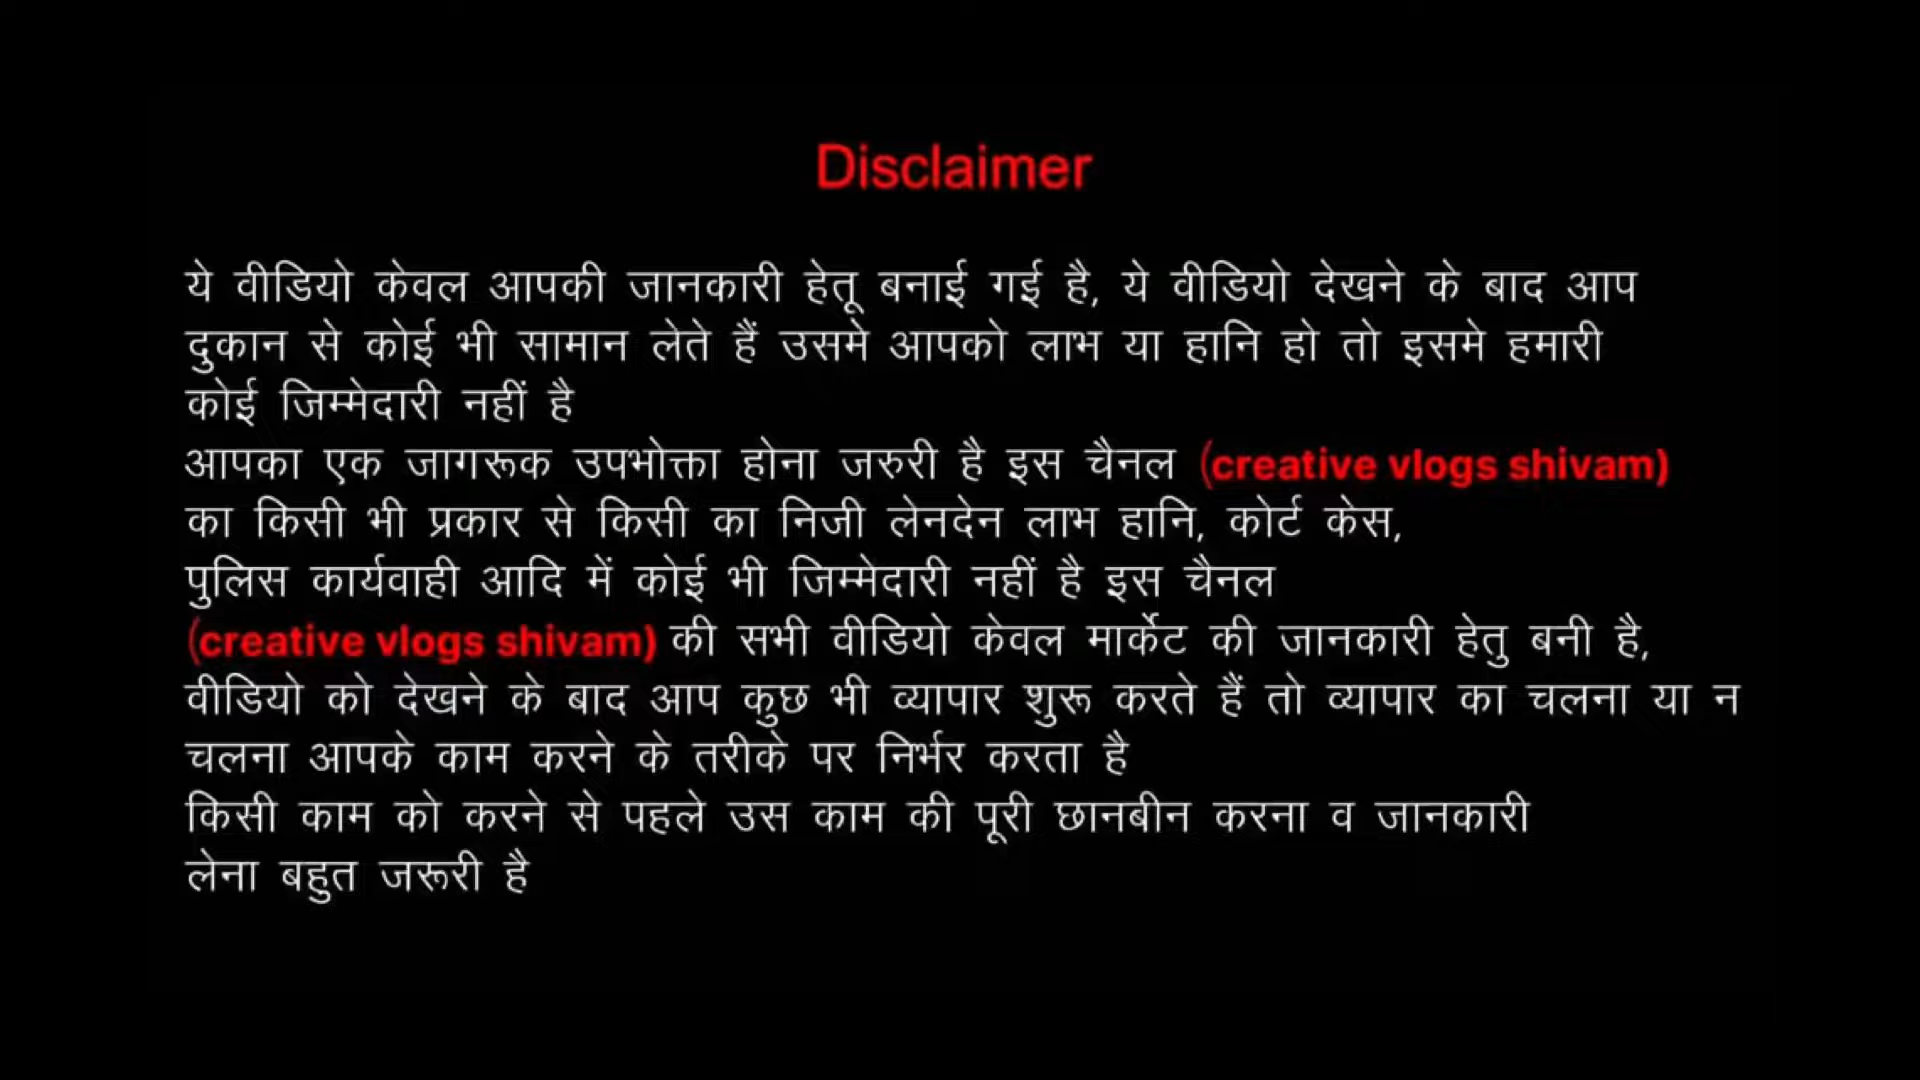 Disclaimer
ये वीडियो केवल आपकी जानकारी हेतू बनाई गई है, ये वीडियो देखने के बाद आप
दुकान से कोई भी सामान लेते हैं उसमे आपको लाभ या हानि हो तो इसमे हमारी
कोई जिम्मेदारी नहीं है
आपका एक जागरूक उपभोक्ता होना जरुरी है इस चैनल (creative vlogs shivam)
का किसी भी प्रकार से किसी का निजी लेनदेन लाभ हानि, कोर्ट केस,
पुलिस कार्यवाही आदि में कोई भी जिम्मेदारी नहीं है इस चैनल
(creative vlogs shivam) की सभी वीडियो केवल मार्केट की जानकारी हेतु बनी है,
वीडियो को देखने के बाद आप कुछ भी व्यापार शुरू करते हैं तो व्यापार का चलना या न
चलना आपके काम करने के तरीके पर निर्भर करता है
किसी काम को करने से पहले उस काम की पूरी छानबीन करना व जानकारी
लेना बहुत जरूरी है